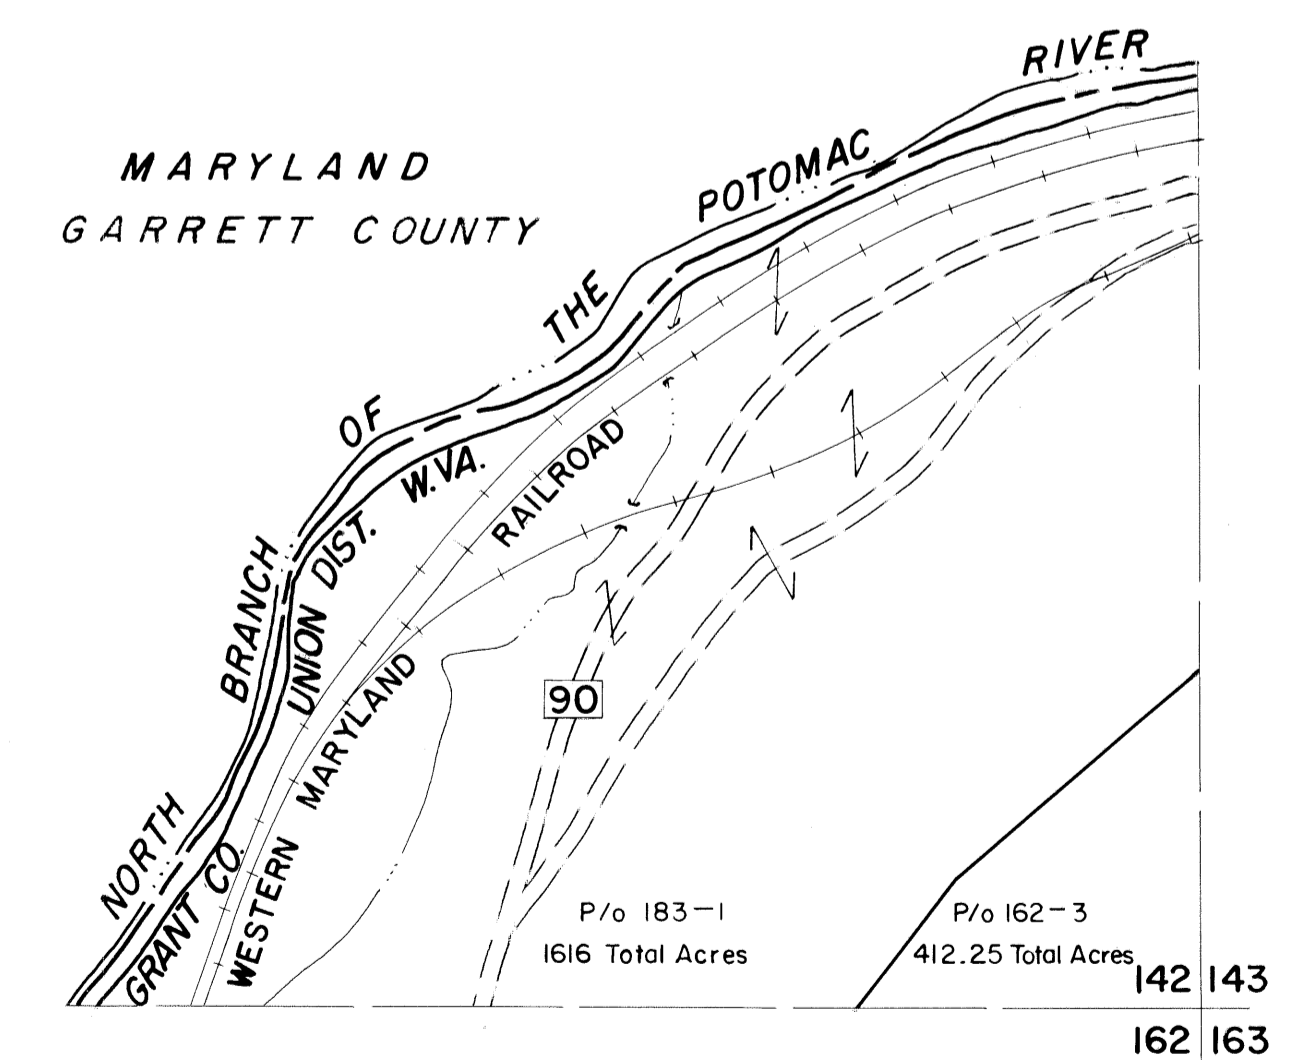 MARYLAND
GARRETT COUNTY
NORTH BRANCH OF THE POTOMAC RIVER
GRANT CO. UNION DIST. W.VA.
WESTERN MARYLAND RAILROAD
90
P/o 183-1
1616 Total Acres
P/o 162-3
412.25 Total Acres
142 143
162 163